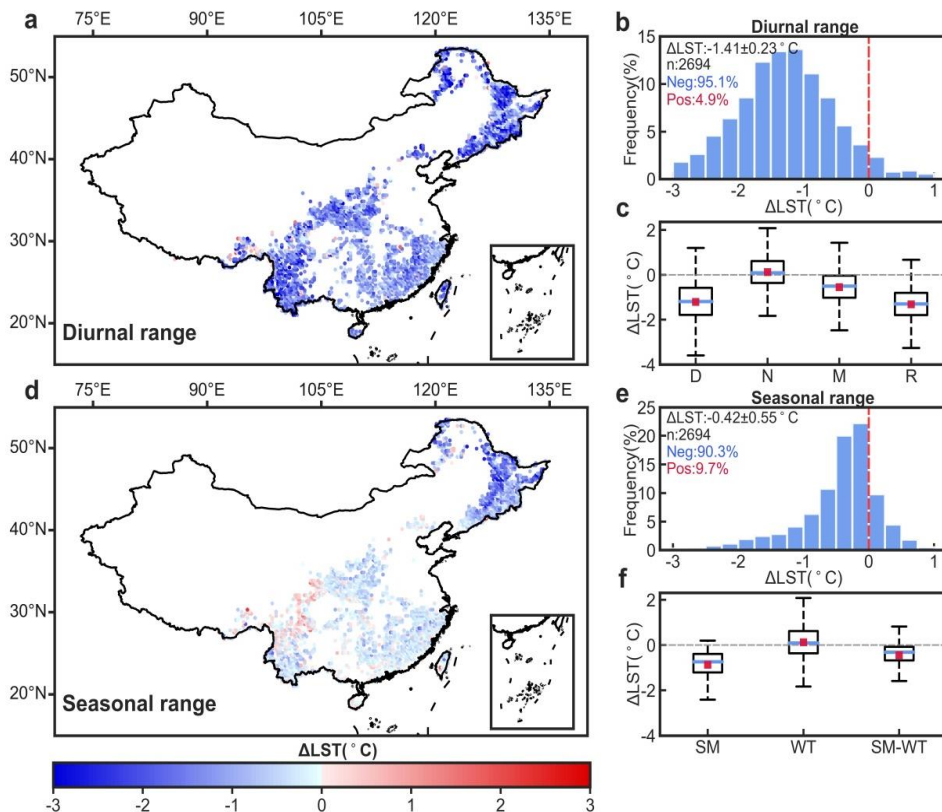 a
75°E 90°E 105°E 120°E 135°E
50°N
40°N
30°N
20°N
Diurnal range
b
Diurnal range
ΔLST:-1.41±0.23°C
n:2694
Neg:95.1%
Pos:4.9%
Frequency(%)
15
10
5
0
-3 -2 -1 0 1
ΔLST(°C)
c
ΔLST(°C)
2
0
-2
-4
D N M R
d
75°E 90°E 105°E 120°E 135°E
50°N
40°N
30°N
20°N
Seasonal range
ΔLST(°C)
-3 -2 -1 0 1 2 3
e
Seasonal range
ΔLST:-0.42±0.55°C
n:2694
Neg:90.3%
Pos:9.7%
Frequency(%)
25
20
15
10
5
0
-3 -2 -1 0 1
ΔLST(°C)
f
ΔLST(°C)
2
0
-2
-4
SM WT SM-WT